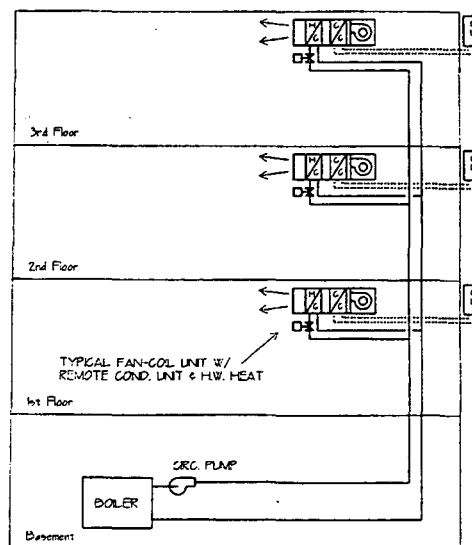 H/C C/C
3rd Floor
H/C C/C
2nd Floor
H/C C/C
TYPICAL FAN-COIL UNIT W/
REMOTE COND. UNIT & H.W. HEAT
1st Floor
CIRC. PUMP
BOILER
Basement